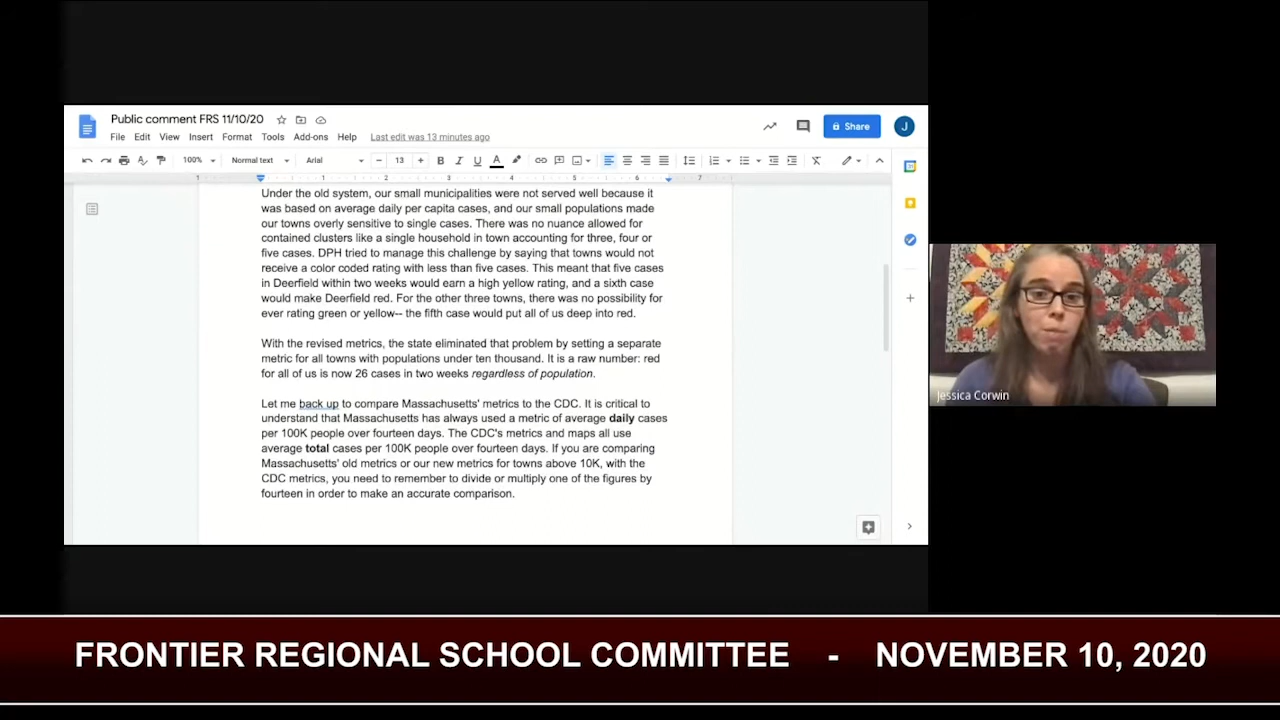 Public comment FRS 11/10/20
File Edit View Insert Format Tools Add-ons Help Last edit was 13 minutes ago
Share
J
100% Normal text Arial - 13 + B I U A
1 1 2 3 4 5 6 7
Under the old system, our small municipalities were not served well because it
was based on average daily per capita cases, and our small populations made
our towns overly sensitive to single cases. There was no nuance allowed for
contained clusters like a single household in town accounting for three, four or
five cases. DPH tried to manage this challenge by saying that towns would not
receive a color coded rating with less than five cases. This meant that five cases
in Deerfield within two weeks would earn a high yellow rating, and a sixth case
would make Deerfield red. For the other three towns, there was no possibility for
ever rating green or yellow-- the fifth case would put all of us deep into red.
With the revised metrics, the state eliminated that problem by setting a separate
metric for all towns with populations under ten thousand. It is a raw number: red
for all of us is now 26 cases in two weeks regardless of population.
Let me back up to compare Massachusetts' metrics to the CDC. It is critical to
understand that Massachusetts has always used a metric of average daily cases
per 100K people over fourteen days. The CDC's metrics and maps all use
average total cases per 100K people over fourteen days. If you are comparing
Massachusetts' old metrics or our new metrics for towns above 10K, with the
CDC metrics, you need to remember to divide or multiply one of the figures by
fourteen in order to make an accurate comparison.
Jessica Corwin
FRONTIER REGIONAL SCHOOL COMMITTEE - NOVEMBER 10, 2020